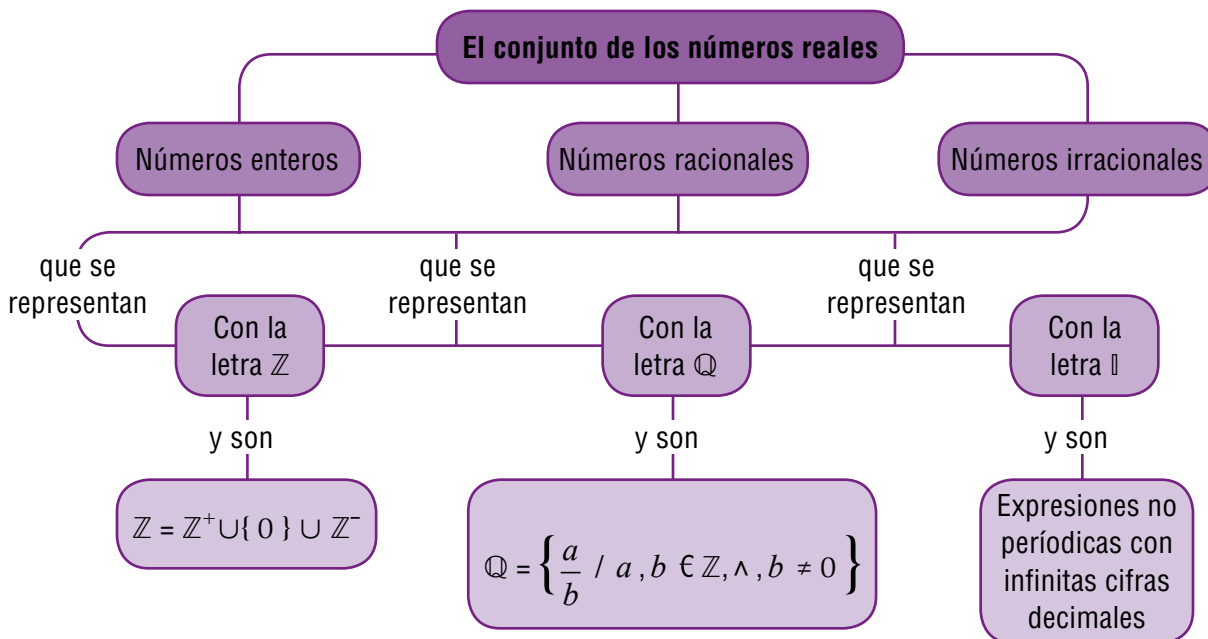 El conjunto de los números reales
Números enteros
Números racionales
Números irracionales
que se
representan
que se
representan
que se
representan
Con la
letra ℤ
Con la
letra ℚ
Con la
letra 𝕀
y son
y son
y son
ℤ = ℤ⁺ ∪ { 0 } ∪ ℤ⁻
ℚ = { a/b / a , b € ℤ, ∧ , b ≠ 0 }
Expresiones no
períodicas con
infinitas cifras
decimales